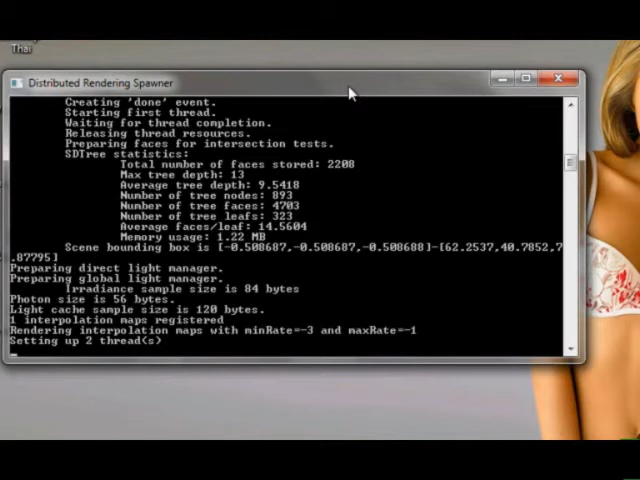 Thai
Distributed Rendering Spawner
Creating 'done' event.
Starting first thread.
Waiting for thread completion.
Releasing thread resources.
Preparing faces for intersection tests.
SDTree statistics:
Total number of faces stored: 2208
Max tree depth: 13
Average tree depth: 9.5418
Number of tree nodes: 893
Number of tree faces: 4703
Number of tree leafs: 323
Average faces/leaf: 14.5604
Memory usage: 1.22 MB
Scene bounding box is [-0.508687,-0.508687,-0.508688]-[62.2537,40.7852,7
.87795]
Preparing direct light manager.
Preparing global light manager.
Irradiance sample size is 84 bytes
Photon size is 56 bytes.
Light cache sample size is 120 bytes.
1 interpolation maps registered
Rendering interpolation maps with minRate=-3 and maxRate=-1
Setting up 2 thread(s)